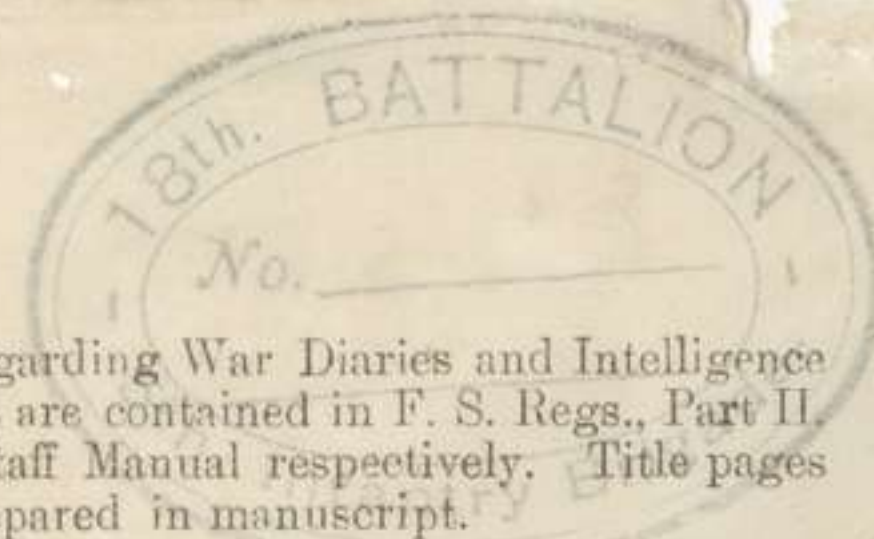 18th. BATTALION
No.
garding War Diaries and Intelligence
are contained in F. S. Regs., Part II.
taff Manual respectively. Title pages
pared in manuscript.